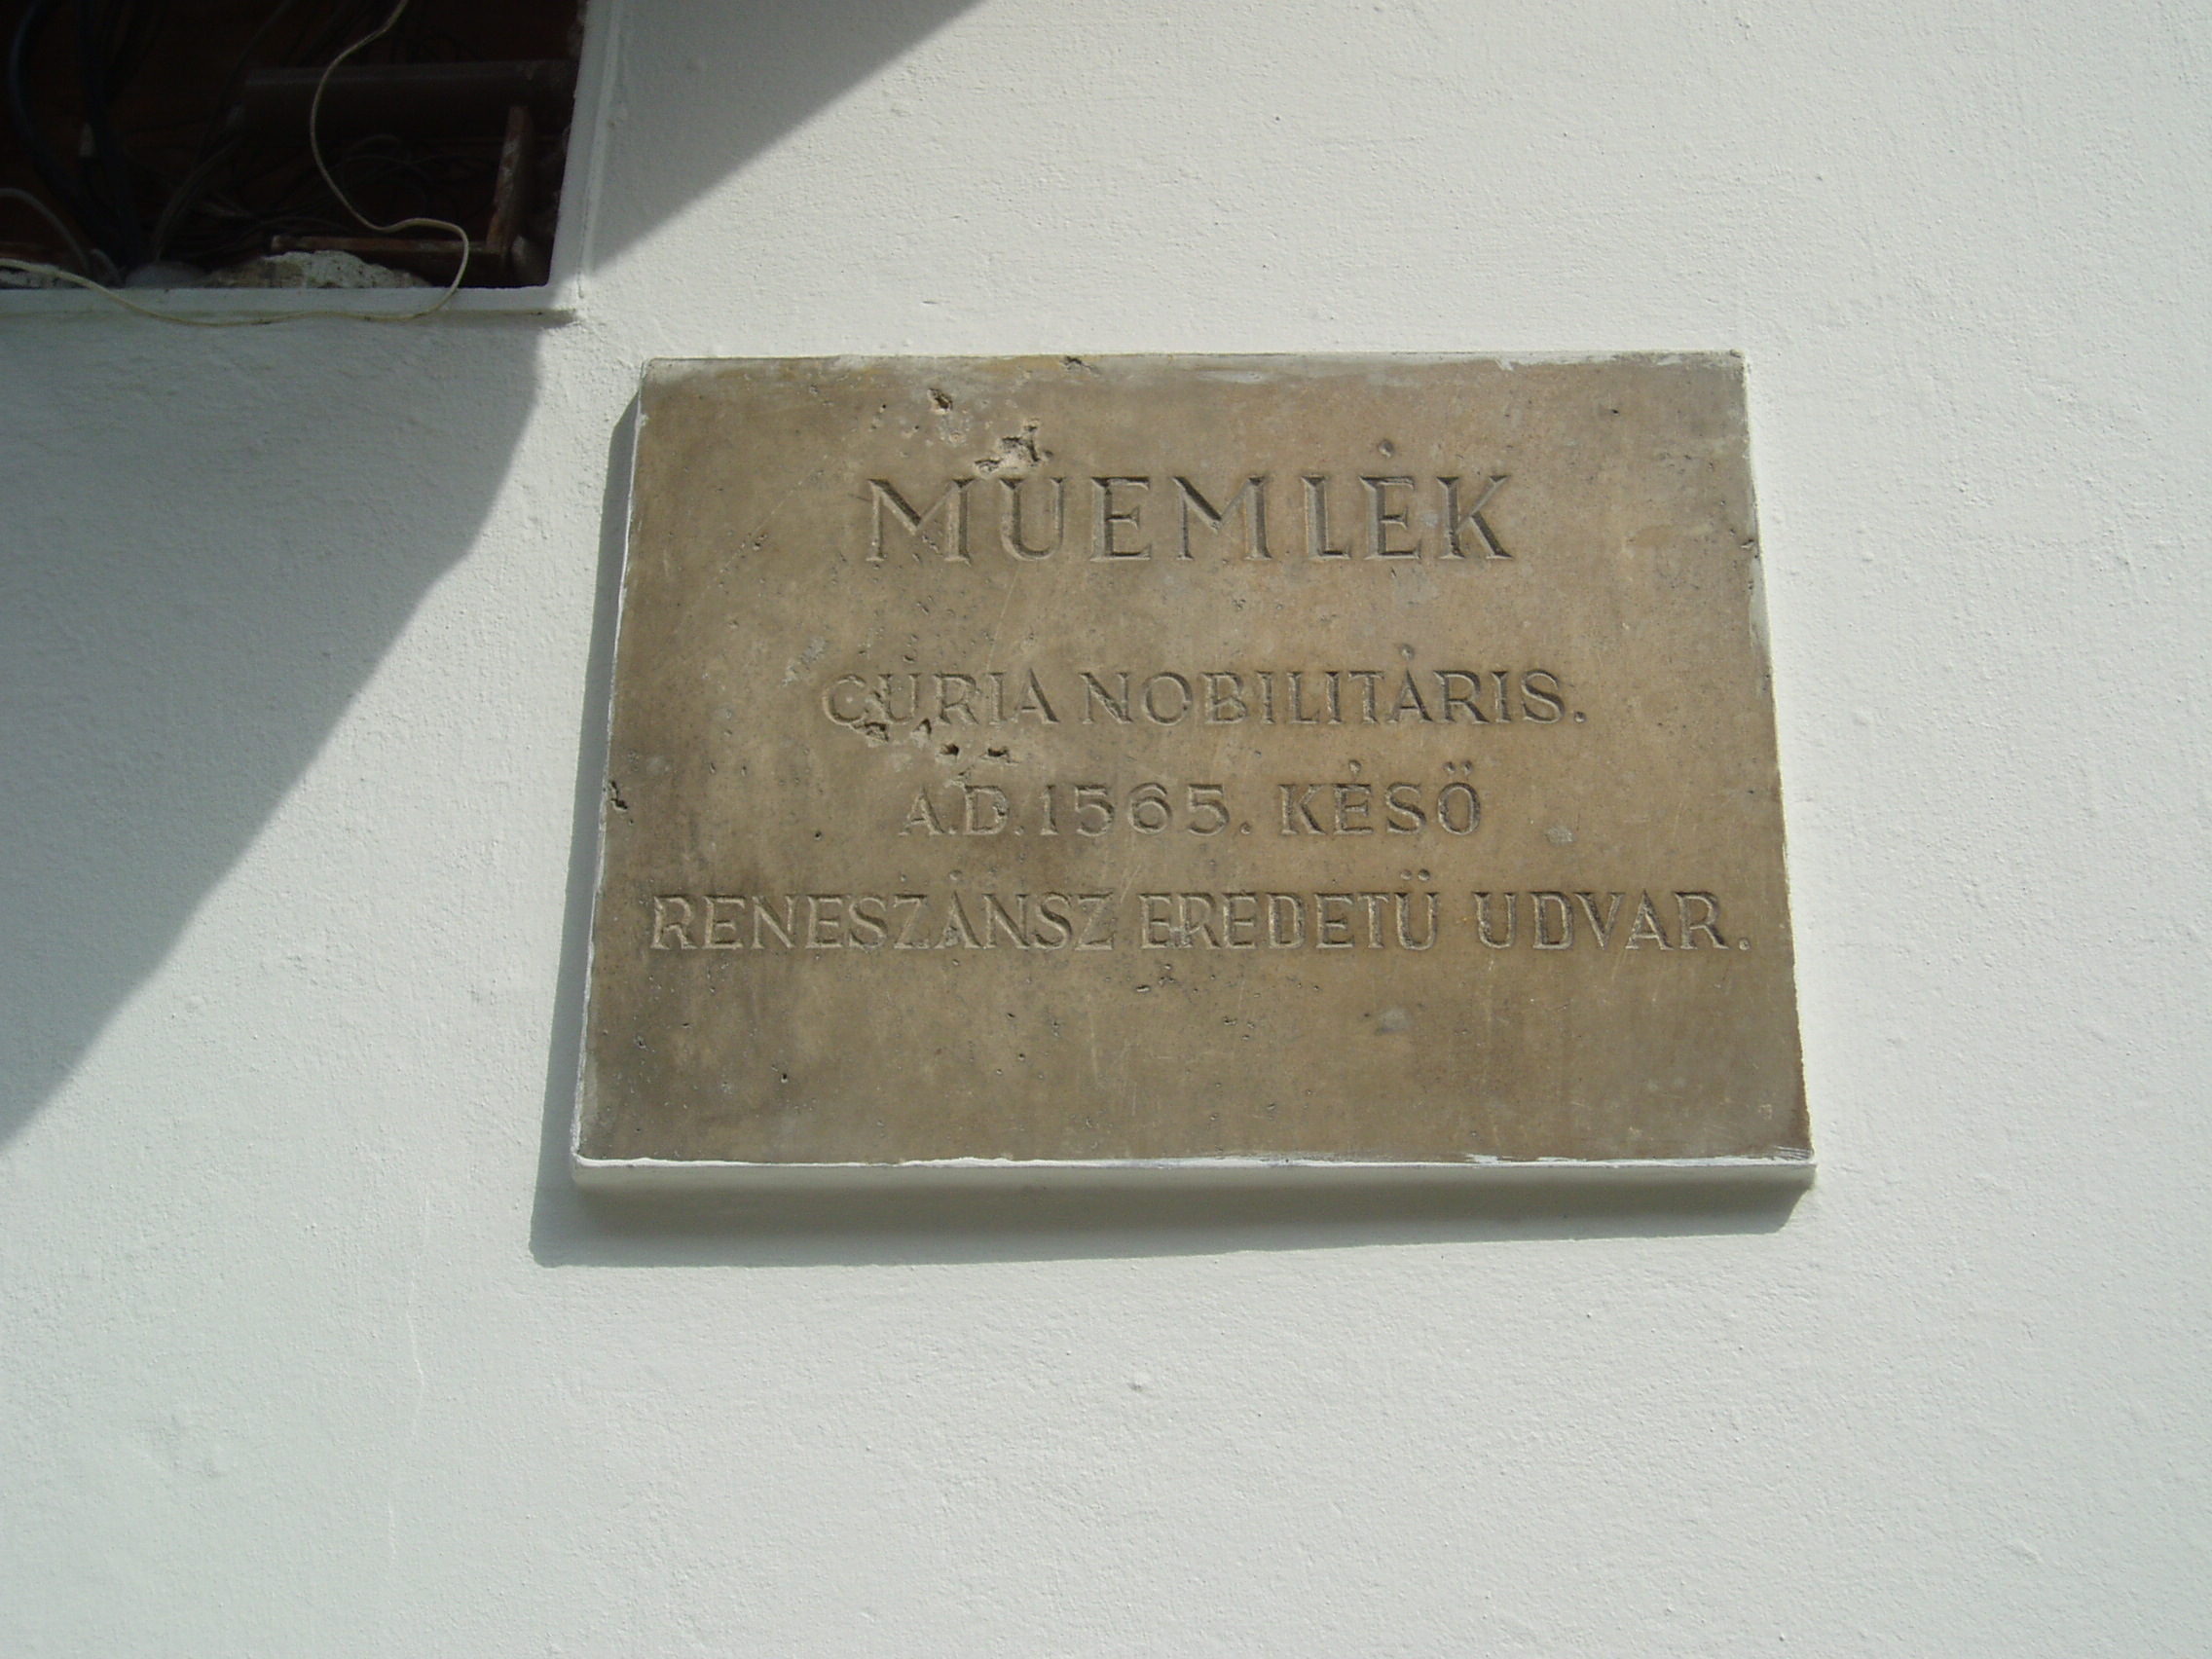 MŰEMLÉK
CURIA NOBILITÁRIS.
A.D. 1565. KÉSŐ
RENESZÁNSZ EREDETŰ UDVAR.